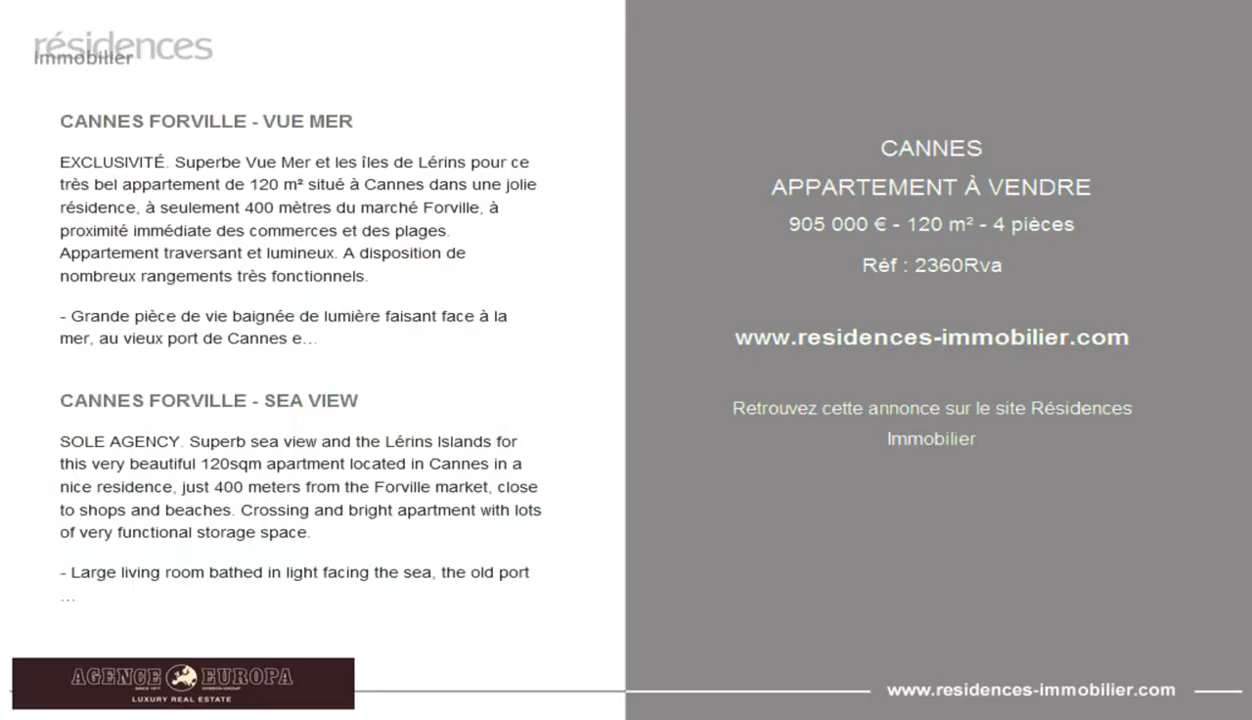 résidences
Immobilier
CANNES FORVILLE - VUE MER
EXCLUSIVITÉ. Superbe Vue Mer et les îles de Lérins pour ce
très bel appartement de 120 m² situé à Cannes dans une jolie
résidence, à seulement 400 mètres du marché Forville, à
proximité immédiate des commerces et des plages.
Appartement traversant et lumineux. A disposition de
nombreux rangements très fonctionnels.
- Grande pièce de vie baignée de lumière faisant face à la
mer, au vieux port de Cannes e...
CANNES FORVILLE - SEA VIEW
SOLE AGENCY. Superb sea view and the Lérins Islands for
this very beautiful 120sqm apartment located in Cannes in a
nice residence, just 400 meters from the Forville market, close
to shops and beaches. Crossing and bright apartment with lots
of very functional storage space.
- Large living room bathed in light facing the sea, the old port
...
AGENCE EUROPA
SINCE 1971
LUXURY REAL ESTATE
CANNES
APPARTEMENT À VENDRE
905 000 € - 120 m² - 4 pièces
Réf : 2360Rva
www.residences-immobilier.com
Retrouvez cette annonce sur le site Résidences
Immobilier
www.residences-immobilier.com